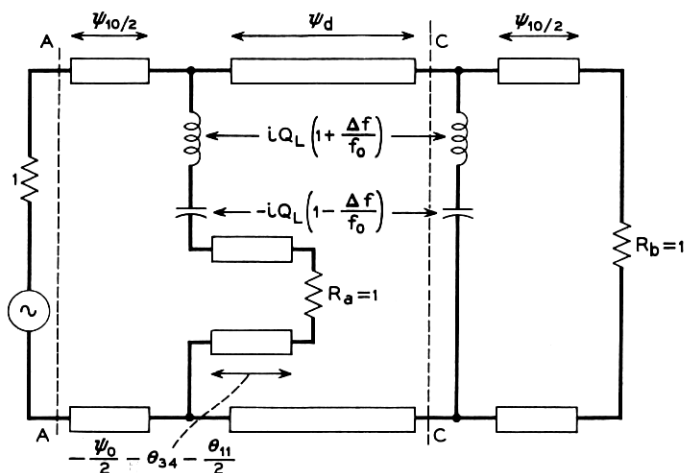 ψ10/2
ψd
ψ10/2
A
C
iQL(1+Δf/f0)
1
-iQL(1-Δf/f0)
Ra=1
Rb=1
A
C
-ψ0/2-θ34-θ11/2